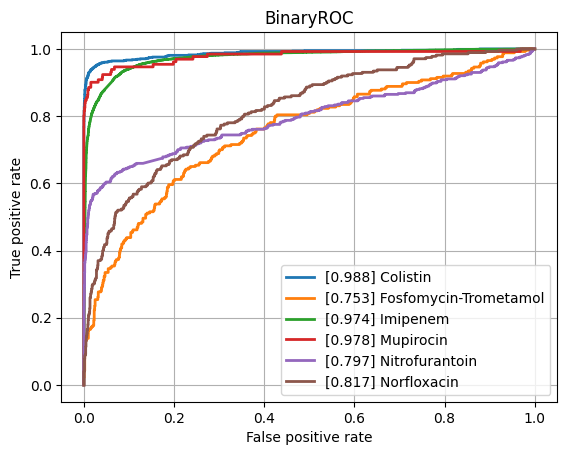 BinaryROC
True positive rate
1.0
0.8
0.6
0.4
0.2
0.0
[0.988] Colistin
[0.753] Fosfomycin-Trometamol
[0.974] Imipenem
[0.978] Mupirocin
[0.797] Nitrofurantoin
[0.817] Norfloxacin
0.0 0.2 0.4 0.6 0.8 1.0
False positive rate